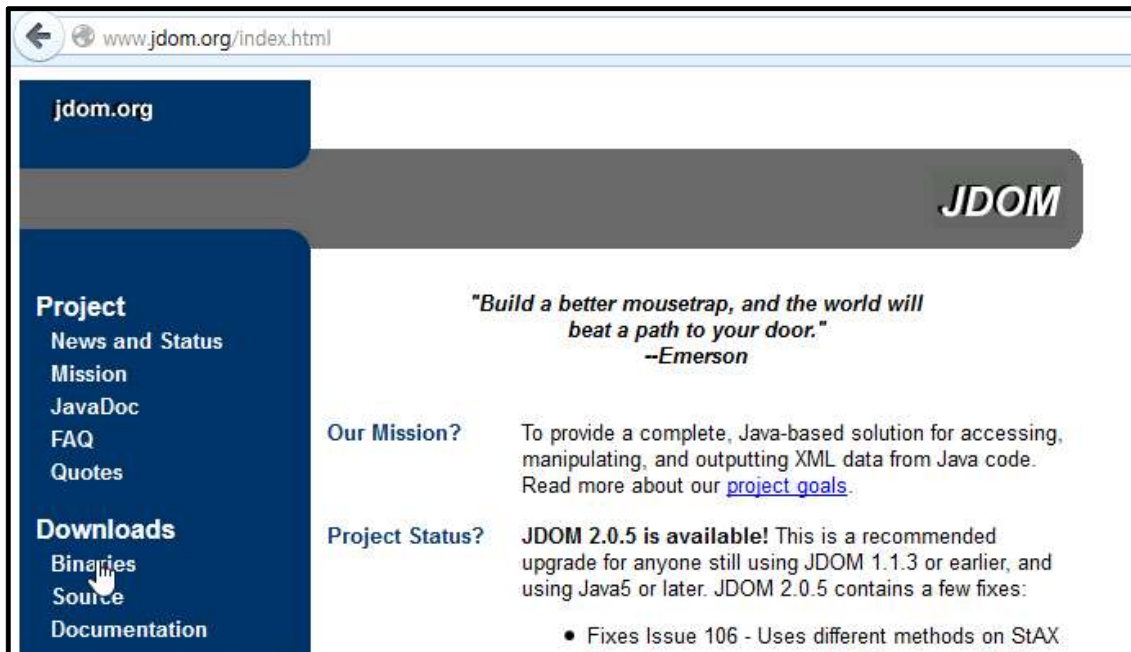 www.jdom.org/index.html
jdom.org
JDOM
Project
News and Status
Mission
JavaDoc
FAQ
Quotes
Downloads
Binaries
Source
Documentation
"Build a better mousetrap, and the world will
beat a path to your door."
--Emerson
Our Mission?
To provide a complete, Java-based solution for accessing,
manipulating, and outputting XML data from Java code.
Read more about our project goals.
Project Status?
JDOM 2.0.5 is available! This is a recommended
upgrade for anyone still using JDOM 1.1.3 or earlier, and
using Java5 or later. JDOM 2.0.5 contains a few fixes:
• Fixes Issue 106 - Uses different methods on StAX